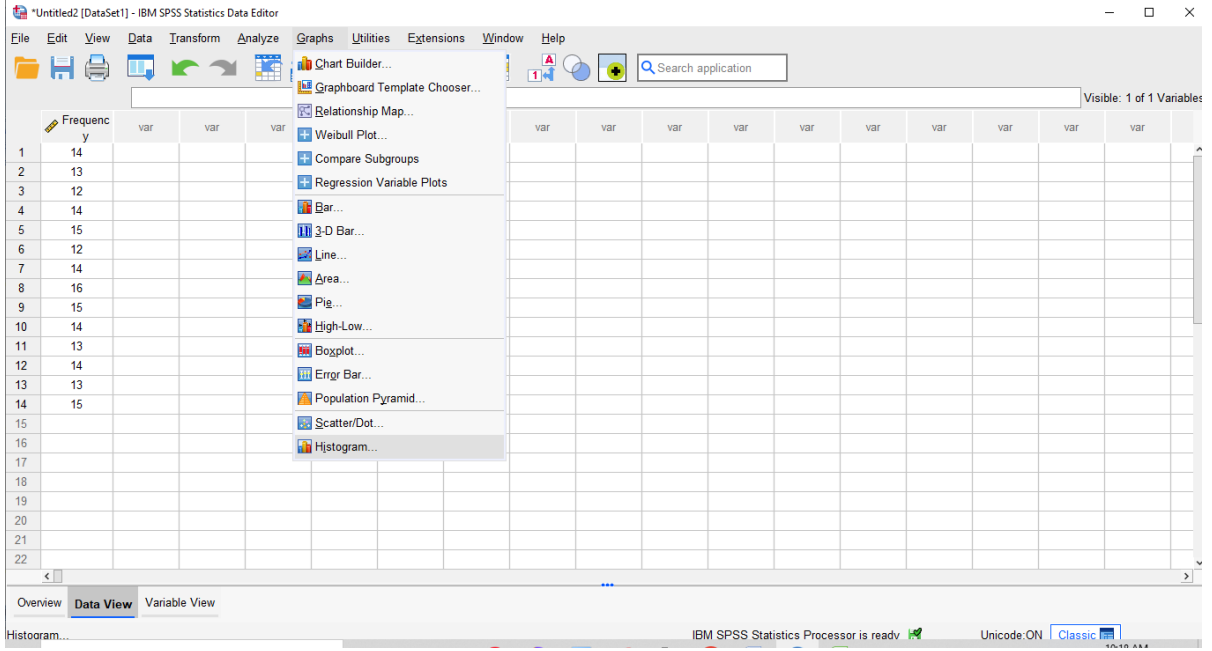 *Untitled2 [DataSet1] - IBM SPSS Statistics Data Editor
File Edit View Data Transform Analyze Graphs Utilities Extensions Window Help
Search application
Visible: 1 of 1 Variables
Chart Builder...
Graphboard Template Chooser...
Relationship Map...
Weibull Plot...
Compare Subgroups
Regression Variable Plots
Bar...
3-D Bar...
Line...
Area...
Pie...
High-Low...
Boxplot...
Error Bar...
Population Pyramid...
Scatter/Dot...
Histogram...
Frequenc
y
var var var var var var var var var var var var var
1 14
2 13
3 12
4 14
5 15
6 12
7 14
8 16
9 15
10 14
11 13
12 14
13 13
14 15
15
16
17
18
19
20
21
22
Overview Data View Variable View
Histogram... IBM SPSS Statistics Processor is ready Unicode:ON Classic
10:18 AM